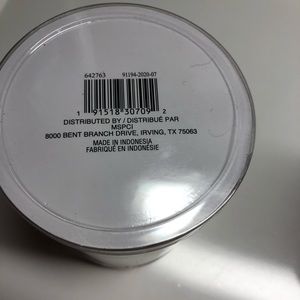 642763 91194-2020-07
1 91518 30709 2
DISTRIBUTED BY / DISTRIBUÉ PAR
MSPCI
8000 BENT BRANCH DRIVE, IRVING, TX 75063
MADE IN INDONESIA
FABRIQUÉ EN INDONÉSIE